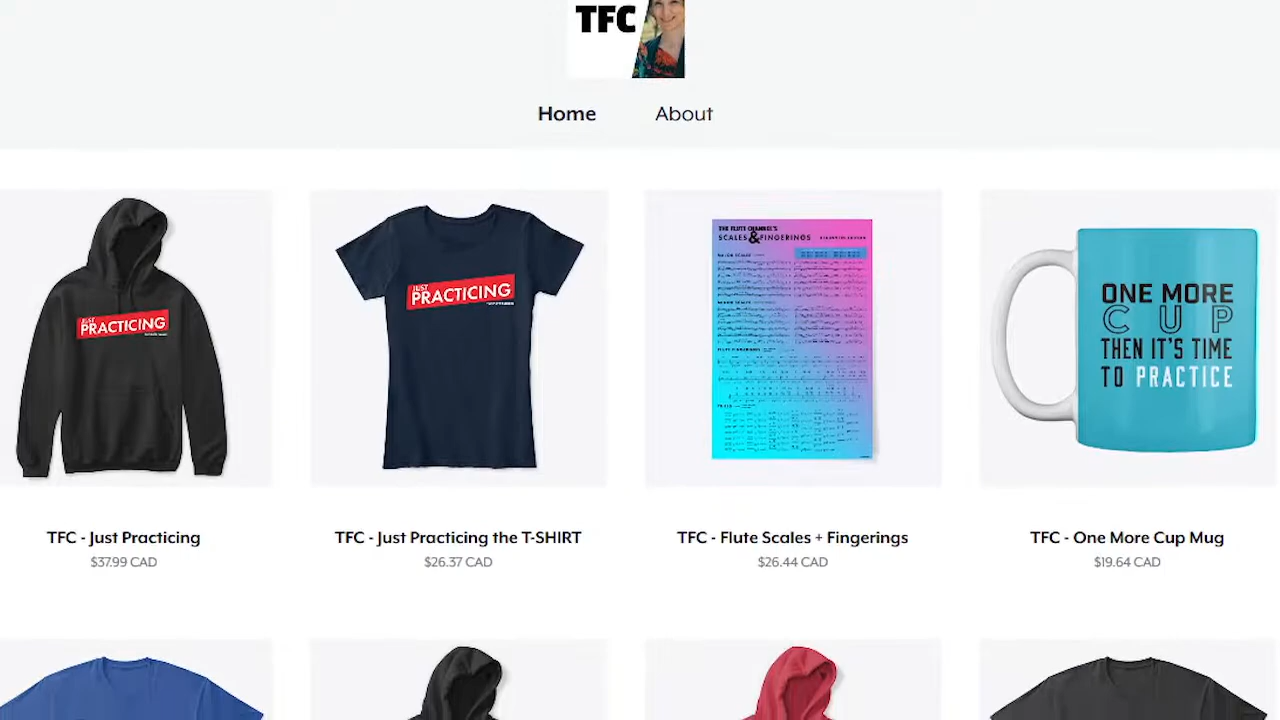 TFC
Home
About
JUST
PRACTICING
JUST
PRACTICING
THE FLUTE CHANNEL'S
SCALES & FINGERINGS
ONE MORE
CUP
THEN IT'S TIME
TO PRACTICE
TFC - Just Practicing
$37.99 CAD
TFC - Just Practicing the T-SHIRT
$26.37 CAD
TFC - Flute Scales + Fingerings
$26.44 CAD
TFC - One More Cup Mug
$19.64 CAD